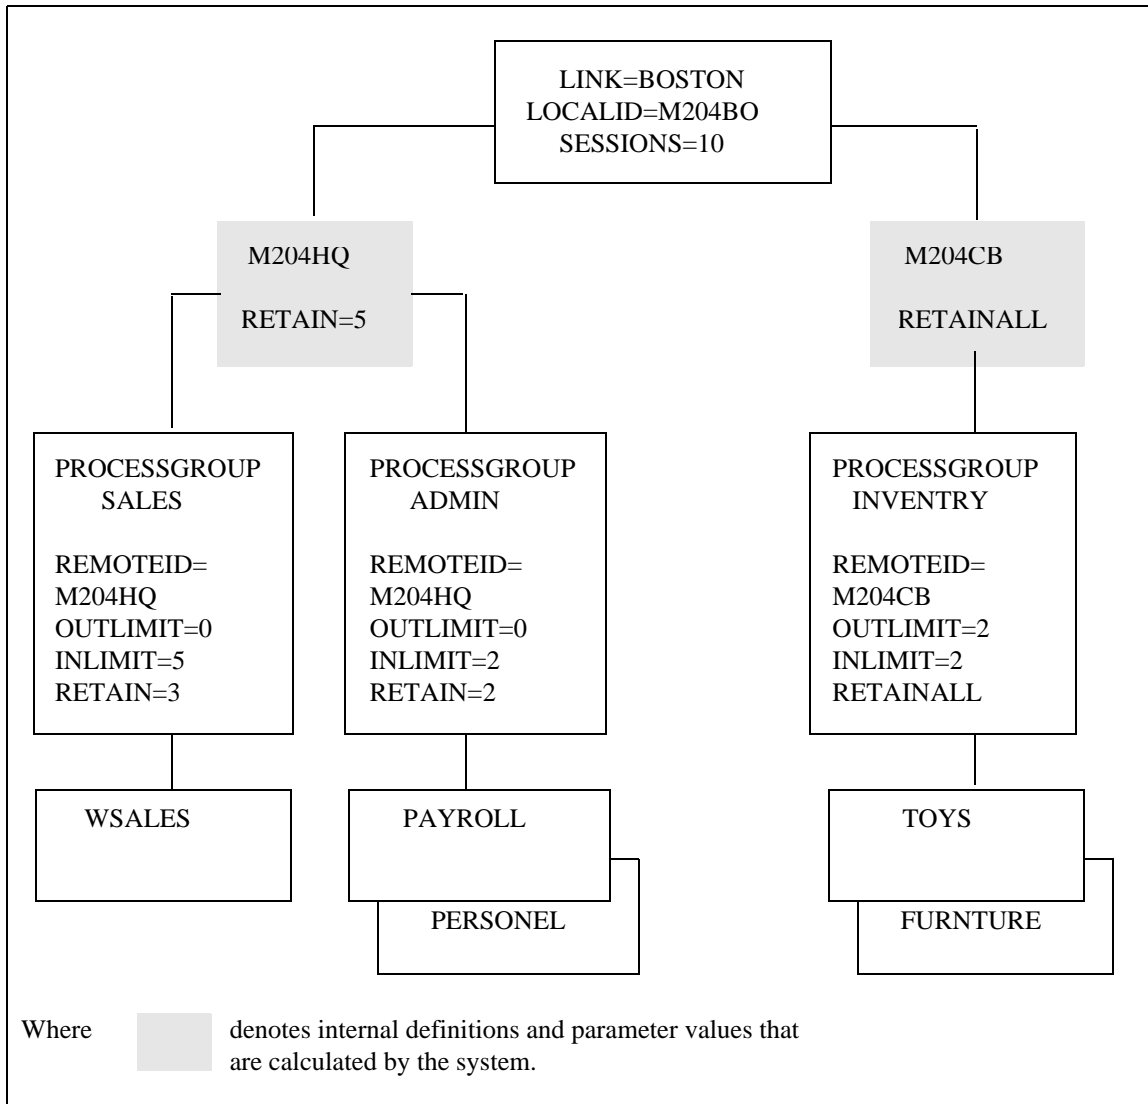 LINK=BOSTON
LOCALID=M204BO
SESSIONS=10
M204HQ
RETAIN=5
M204CB
RETAINALL
PROCESSGROUP
SALES
REMOTEID=
M204HQ
OUTLIMIT=0
INLIMIT=5
RETAIN=3
PROCESSGROUP
ADMIN
REMOTEID=
M204HQ
OUTLIMIT=0
INLIMIT=2
RETAIN=2
PROCESSGROUP
INVENTRY
REMOTEID=
M204CB
OUTLIMIT=2
INLIMIT=2
RETAINALL
WSALES
PAYROLL
PERSONEL
TOYS
FURNTURE
Where denotes internal definitions and parameter values that
are calculated by the system.